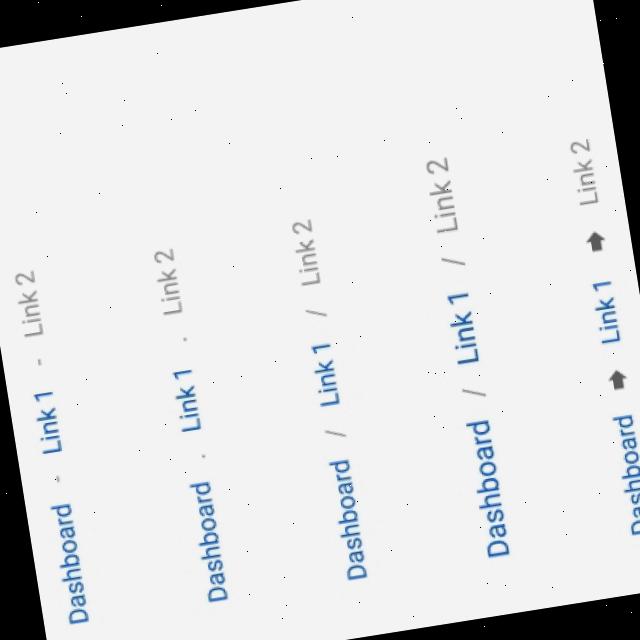 Dashboard - Link 1 - Link 2
Dashboard · Link 1 · Link 2
Dashboard / Link 1 / Link 2
Dashboard / Link 1 / Link 2
Dashboard 🡆 Link 1 🡆 Link 2